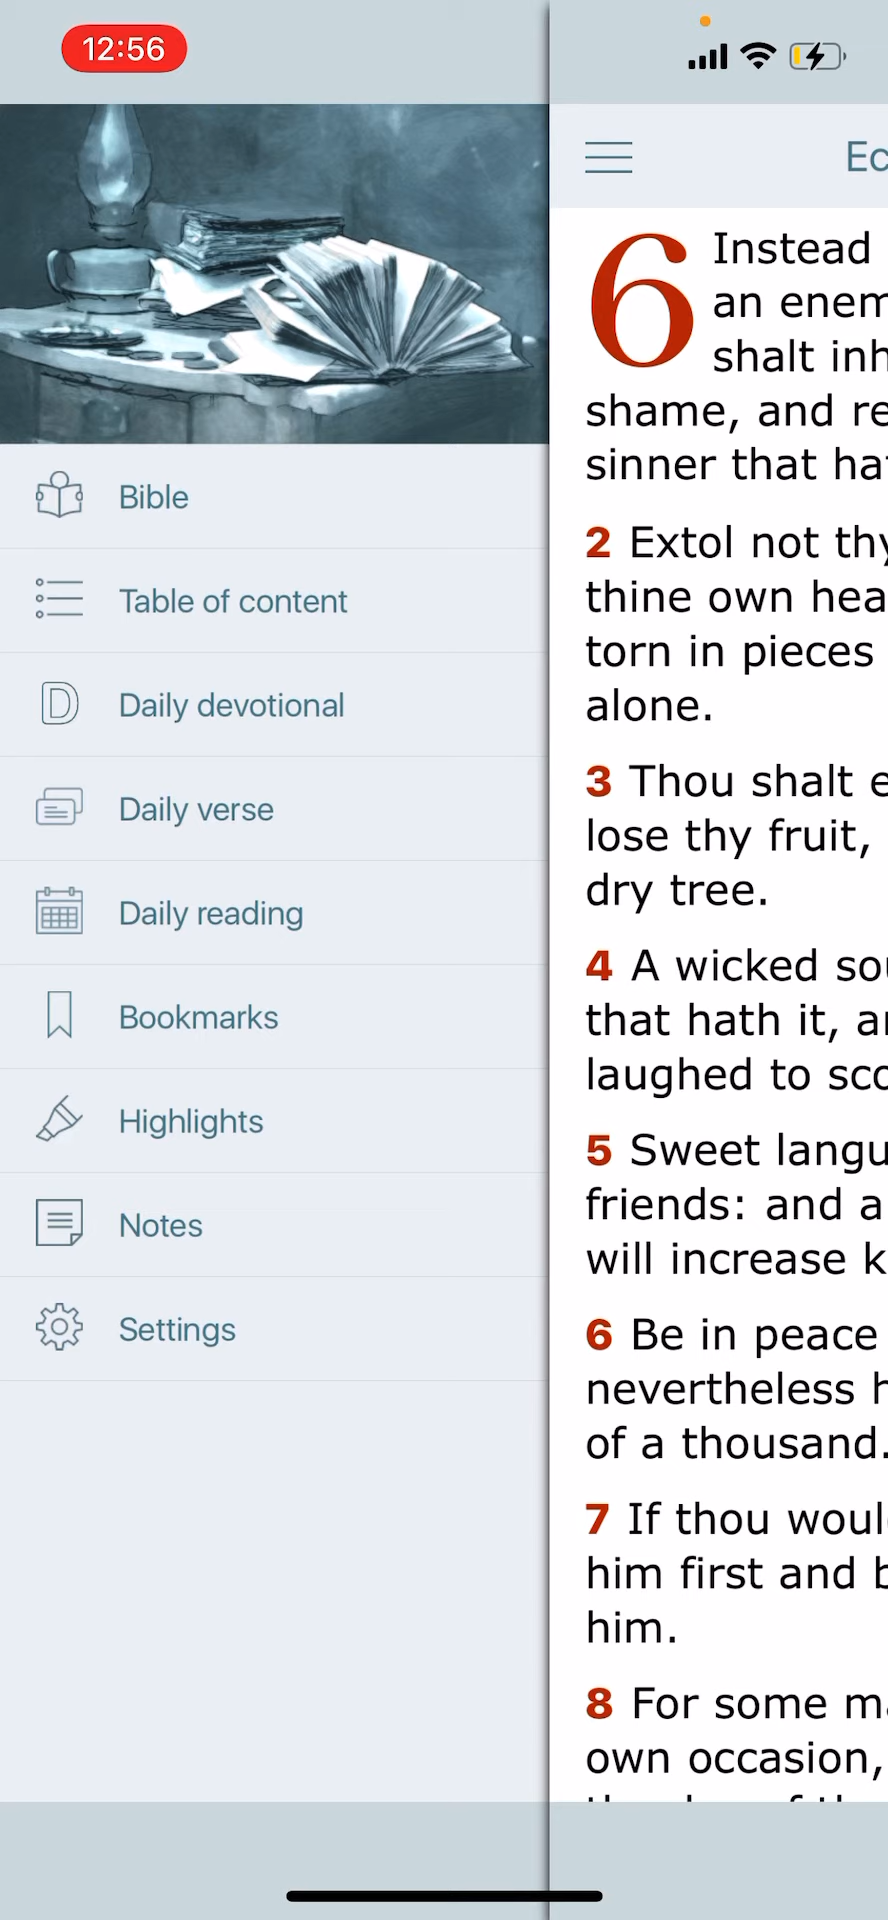 12:56
Bible
Table of content
Daily devotional
Daily verse
Daily reading
Bookmarks
Highlights
Notes
Settings
Ec
6 Instead
an enem
shalt inh
shame, and re
sinner that ha
2 Extol not thy
thine own hea
torn in pieces
alone.
3 Thou shalt e
lose thy fruit,
dry tree.
4 A wicked sou
that hath it, a
laughed to sco
5 Sweet langu
friends: and a
will increase k
6 Be in peace
nevertheless h
of a thousand.
7 If thou woul
him first and b
him.
8 For some ma
own occasion,